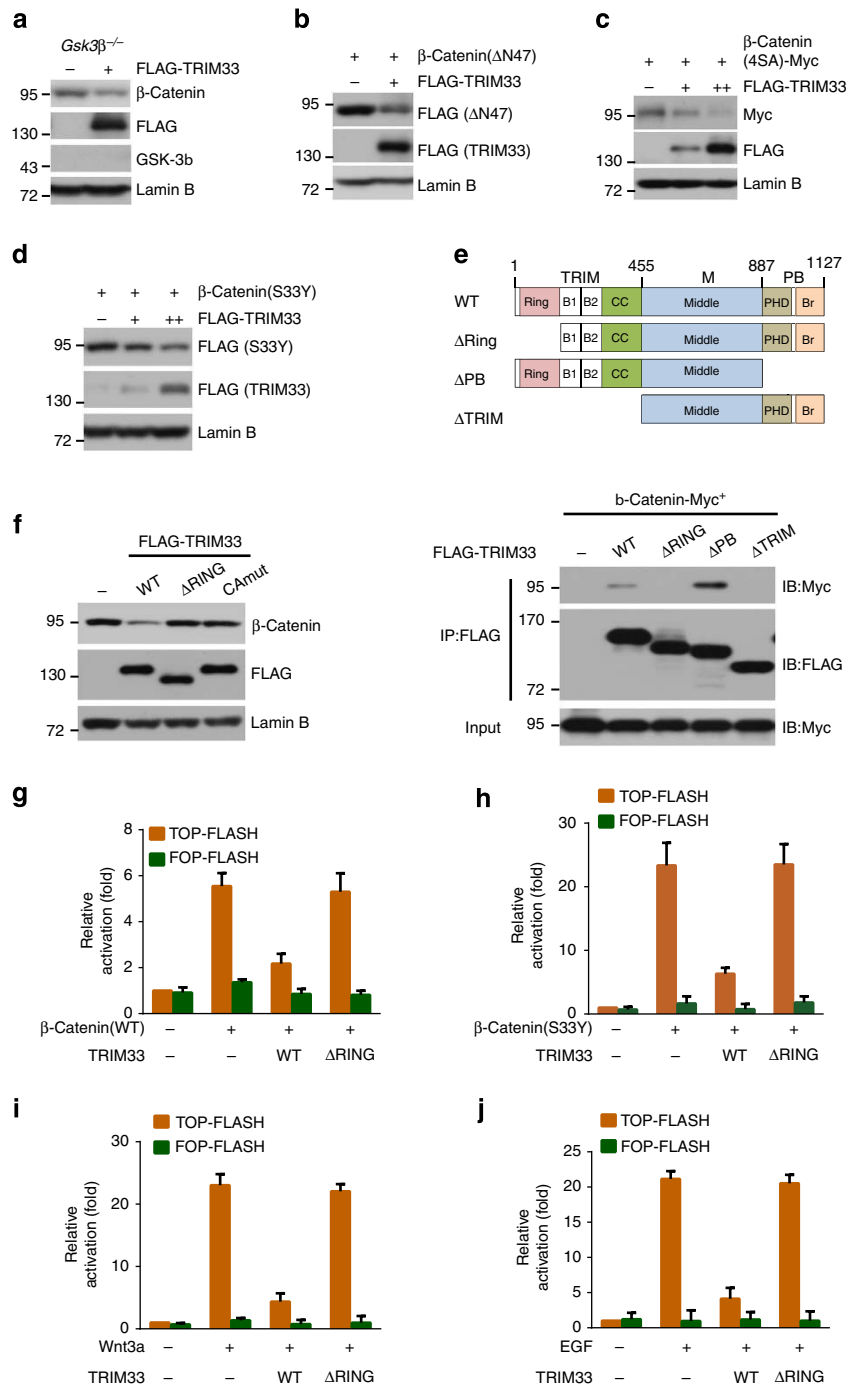 a
Gsk3β–/–
– + FLAG-TRIM33
95 β-Catenin
130 FLAG
43 GSK-3b
72 Lamin B
b
+ + β-Catenin(ΔN47)
– + FLAG-TRIM33
95 FLAG (ΔN47)
130 FLAG (TRIM33)
72 Lamin B
c
β-Catenin
+ + + (4SA)-Myc
– + ++ FLAG-TRIM33
95 Myc
130 FLAG
72 Lamin B
d
+ + + β-Catenin(S33Y)
– + ++ FLAG-TRIM33
95 FLAG (S33Y)
130 FLAG (TRIM33)
72 Lamin B
e
1 TRIM 455 M 887 PB 1127
WT Ring B1 B2 CC Middle PHD Br
ΔRing B1 B2 CC Middle PHD Br
ΔPB Ring B1 B2 CC Middle
ΔTRIM Middle PHD Br
f
FLAG-TRIM33
– WT ΔRING CAmut
95 β-Catenin
130 FLAG
72 Lamin B
b-Catenin-Myc+
FLAG-TRIM33 – WT ΔRING ΔPB ΔTRIM
95 IB:Myc
170
IP:FLAG IB:FLAG
72
Input 95 IB:Myc
g
TOP-FLASH
FOP-FLASH
Relative
activation (fold)
8
6
4
2
0
β-Catenin(WT) – + + +
TRIM33 – – WT ΔRING
h
TOP-FLASH
FOP-FLASH
Relative
activation (fold)
30
20
10
0
β-Catenin(S33Y) – + + +
TRIM33 – – WT ΔRING
i
TOP-FLASH
FOP-FLASH
Relative
activation (fold)
30
20
10
0
Wnt3a – + + +
TRIM33 – – WT ΔRING
j
TOP-FLASH
FOP-FLASH
Relative
activation (fold)
25
20
15
10
5
0
EGF – + + +
TRIM33 – – WT ΔRING